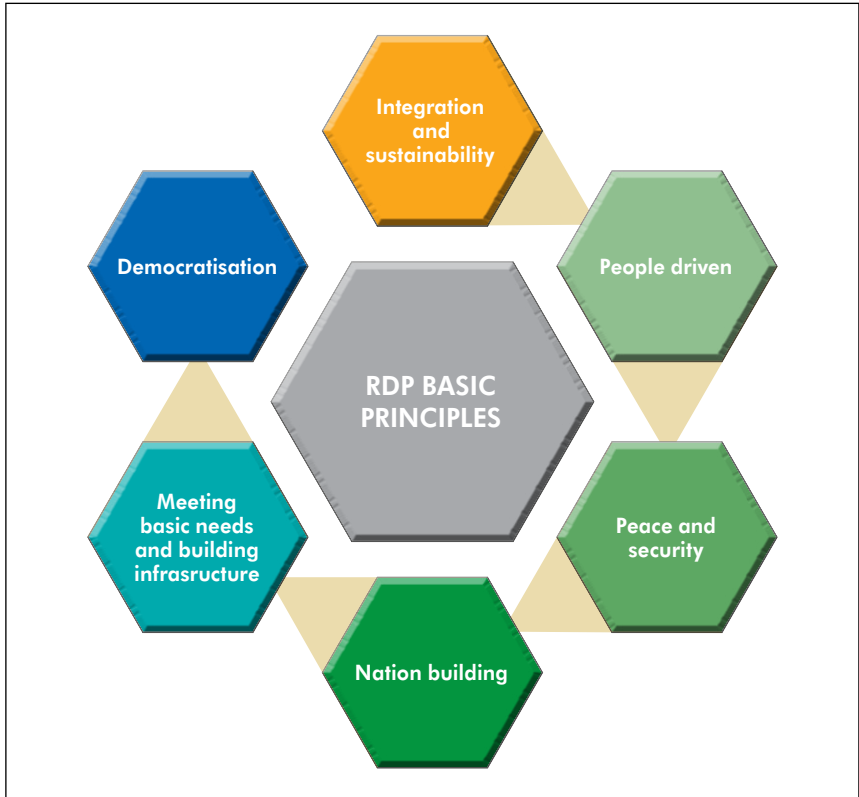 Integration
and
sustainability
People driven
Democratisation
RDP BASIC
PRINCIPLES
Peace and
security
Meeting
basic needs
and building
infrasructure
Nation building